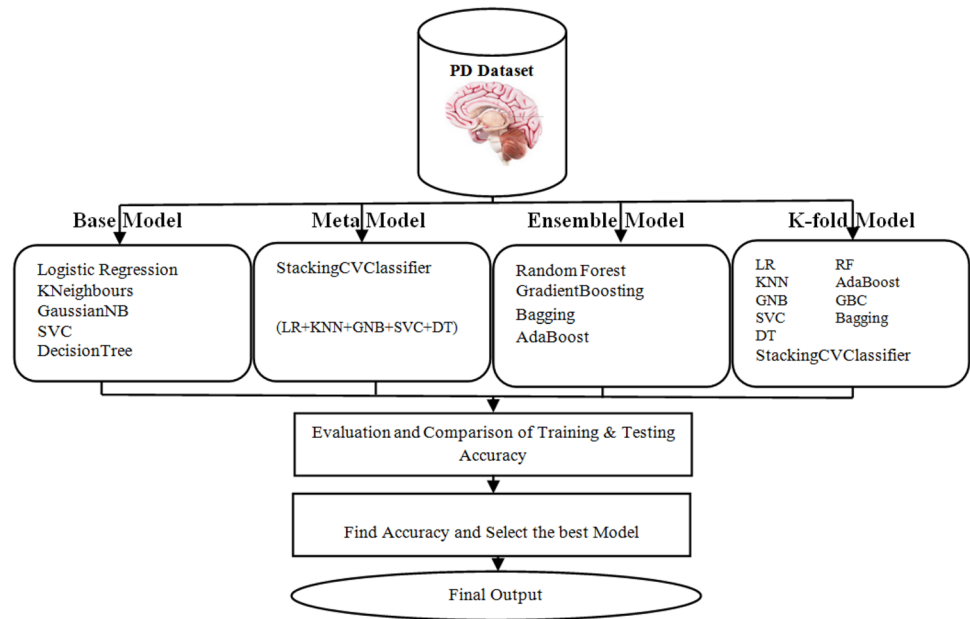 PD Dataset
Base Model
Logistic Regression
KNeighbours
GaussianNB
SVC
DecisionTree
Meta Model
StackingCVClassifier
(LR+KNN+GNB+SVC+DT)
Ensemble Model
Random Forest
GradientBoosting
Bagging
AdaBoost
K-fold Model
LR RF
KNN AdaBoost
GNB GBC
SVC Bagging
DT
StackingCVClassifier
Evaluation and Comparison of Training & Testing
Accuracy
Find Accuracy and Select the best Model
Final Output